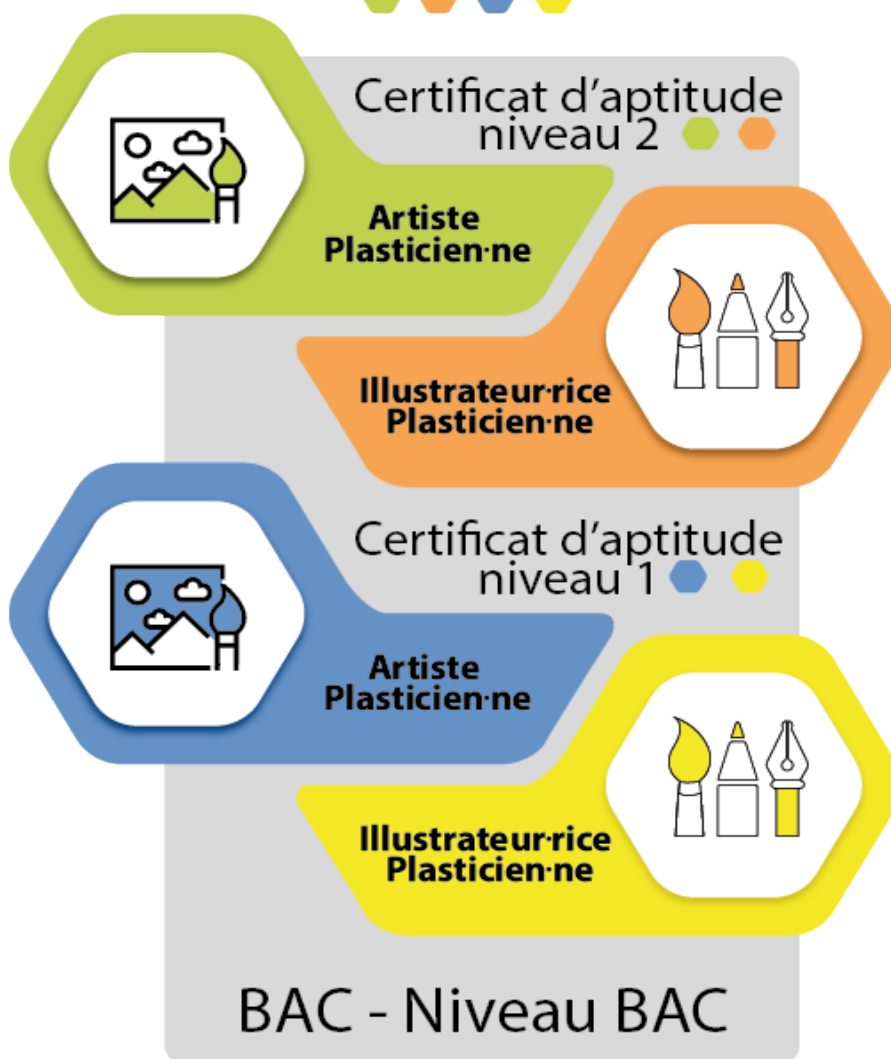 Certificat d'aptitude
niveau 2
Artiste
Plasticien·ne
Illustrateur·rice
Plasticien·ne
Certificat d'aptitude
niveau 1
Artiste
Plasticien·ne
Illustrateur·rice
Plasticien·ne
BAC - Niveau BAC